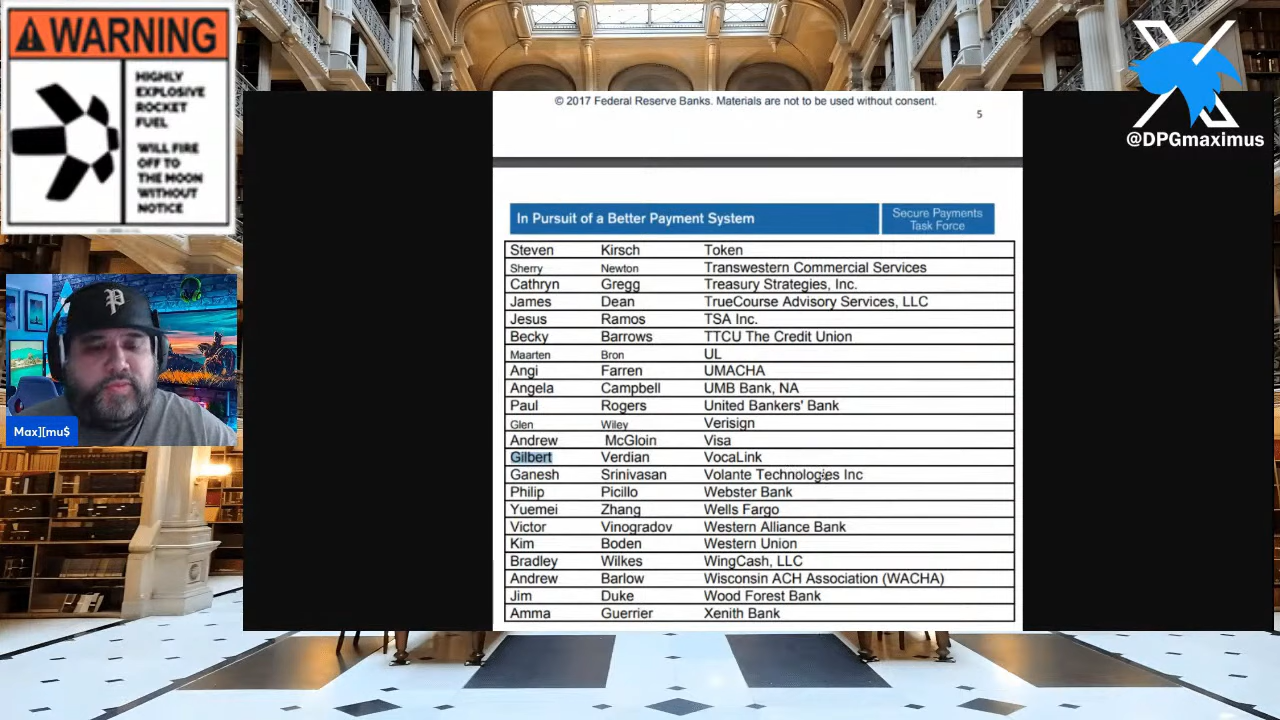 WARNING
HIGHLY
EXPLOSIVE
ROCKET
FUEL
WILL FIRE
OFF TO
THE MOON
WITHOUT
NOTICE
@DPGmaximus
© 2017 Federal Reserve Banks. Materials are not to be used without consent.
5
In Pursuit of a Better Payment System
Secure Payments
Task Force
Steven Kirsch Token
Sherry Newton Transwestern Commercial Services
Cathryn Gregg Treasury Strategies, Inc.
James Dean TrueCourse Advisory Services, LLC
Jesus Ramos TSA Inc.
Becky Barrows TTCU The Credit Union
Maarten Bron UL
Angi Farren UMACHA
Angela Campbell UMB Bank, NA
Paul Rogers United Bankers' Bank
Glen Wiley Verisign
Andrew McGloin Visa
Gilbert Verdian VocaLink
Ganesh Srinivasan Volante Technologies Inc
Philip Picillo Webster Bank
Yuemei Zhang Wells Fargo
Victor Vinogradov Western Alliance Bank
Kim Boden Western Union
Bradley Wilkes WingCash, LLC
Andrew Barlow Wisconsin ACH Association (WACHA)
Jim Duke Wood Forest Bank
Amma Guerrier Xenith Bank
P
Max][mu$